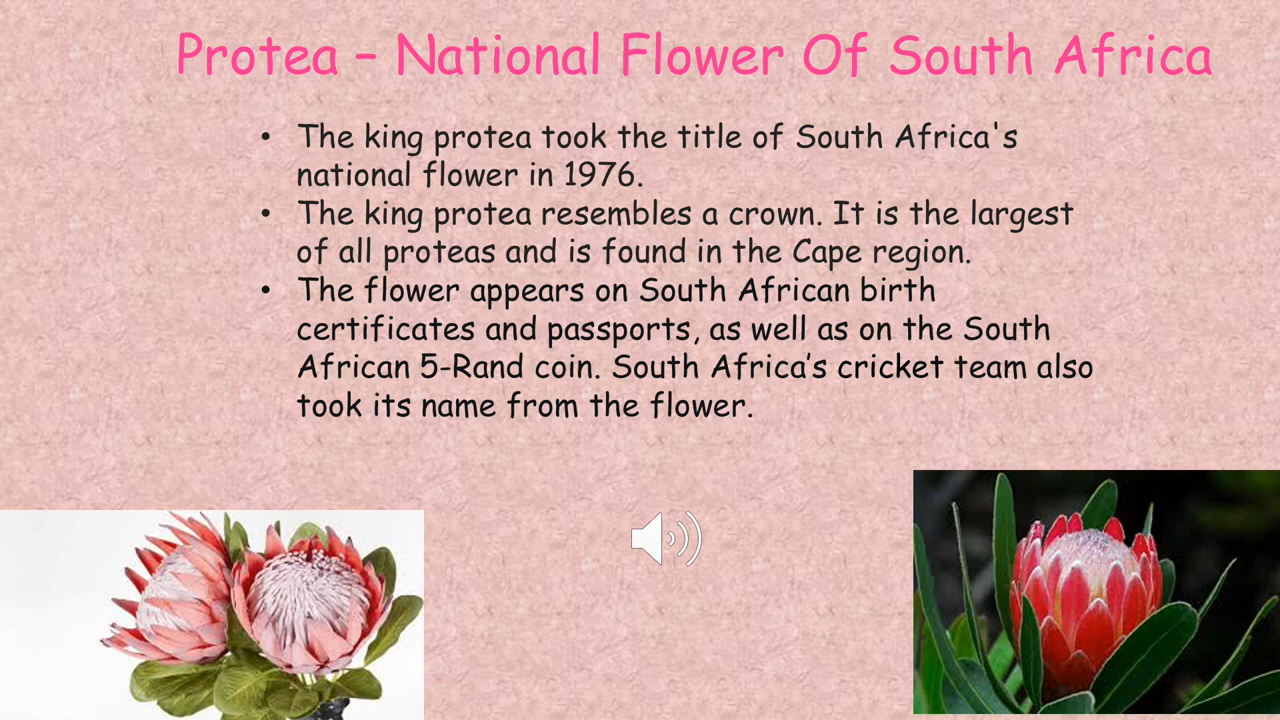 Protea – National Flower Of South Africa
• The king protea took the title of South Africa's
national flower in 1976.
• The king protea resembles a crown. It is the largest
of all proteas and is found in the Cape region.
• The flower appears on South African birth
certificates and passports, as well as on the South
African 5-Rand coin. South Africa’s cricket team also
took its name from the flower.